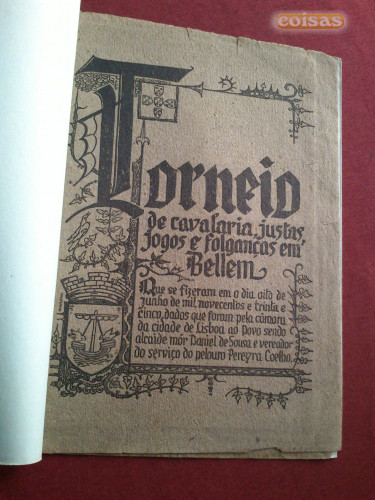 coisas
Torneio
de cavalaria, justas,
jogos e folganças em
Bellem
Que se fizeram em o dia oito de
junho de mil, novecentos e trinta e
cinco, dados que foram pela câmara
da cidade de Lisboa ao Povo sendo
alcaide mór Daniel de Sousa e vereador
do serviço do pelouro Pereyra Coelho.